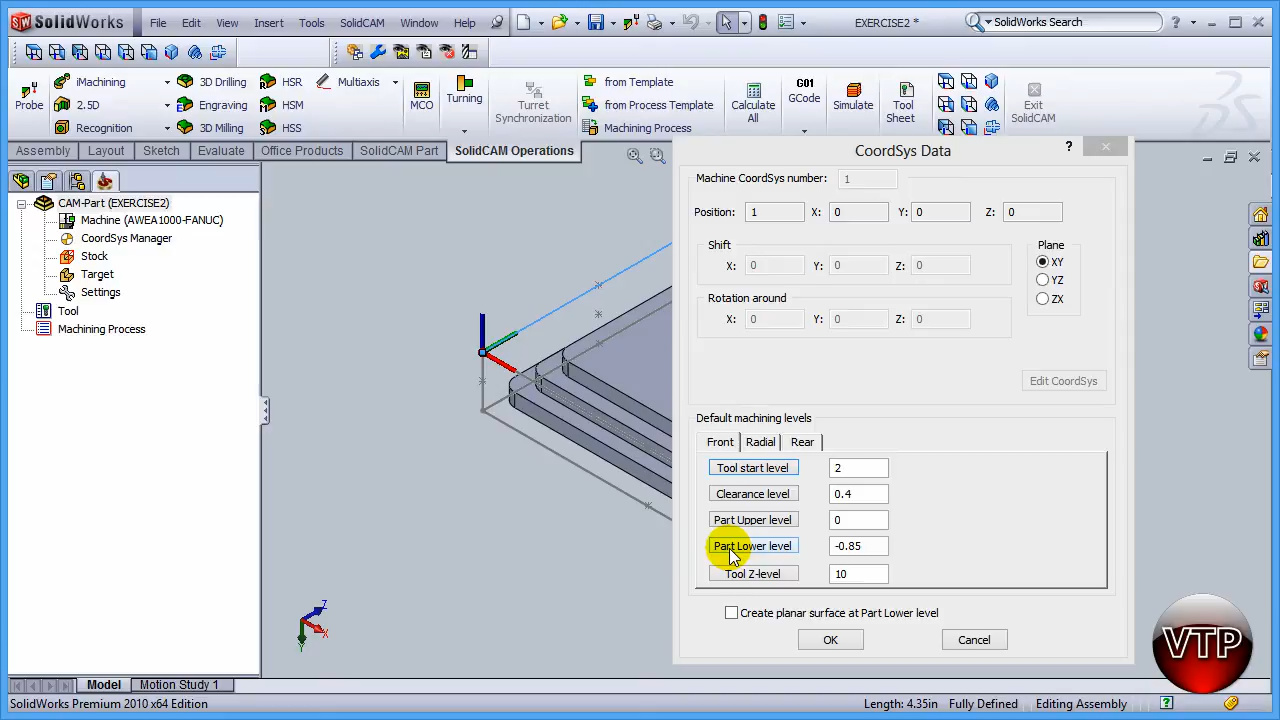 SolidWorks File Edit View Insert Tools SolidCAM Window Help EXERCISE2 * SolidWorks Search
iMachining 3D Drilling HSR Multiaxis from Template
Probe 2.5D Engraving HSM MCO Turning Turret Synchronization from Process Template Calculate All GCode Simulate Tool Sheet Exit SolidCAM
Recognition 3D Milling HSS Machining Process
G01
Assembly Layout Sketch Evaluate Office Products SolidCAM Part SolidCAM Operations
CAM-Part (EXERCISE2)
Machine (AWEA1000-FANUC)
CoordSys Manager
Stock
Target
Settings
Tool
Machining Process
CoordSys Data ?
Machine CoordSys number: 1
Position: 1 X: 0 Y: 0 Z: 0
Shift
X: 0 Y: 0 Z: 0
Plane
XY
YZ
ZX
Rotation around
X: 0 Y: 0 Z: 0
Edit CoordSys
Default machining levels
Front Radial Rear
Tool start level 2
Clearance level 0.4
Part Upper level 0
Part Lower level -0.85
Tool Z-level 10
Create planar surface at Part Lower level
OK Cancel
Z
X
Y
VTP
Model Motion Study 1
SolidWorks Premium 2010 x64 Edition Length: 4.35in Fully Defined Editing Assembly